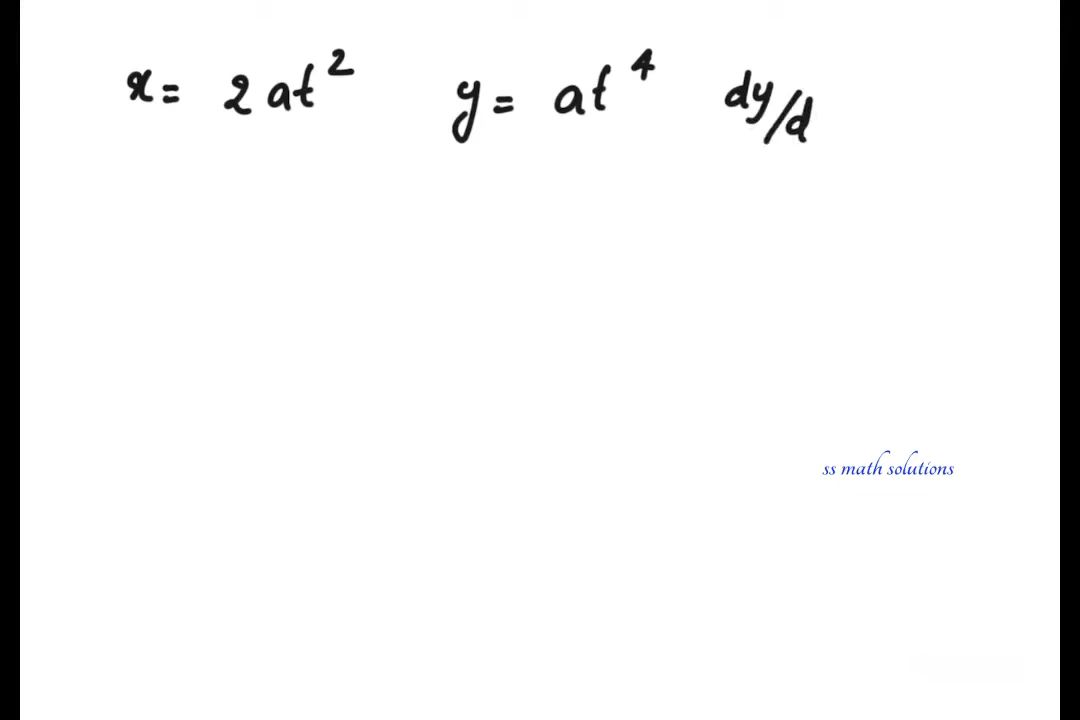 x = 2at² y = at⁴ dy/d
ss math solutions